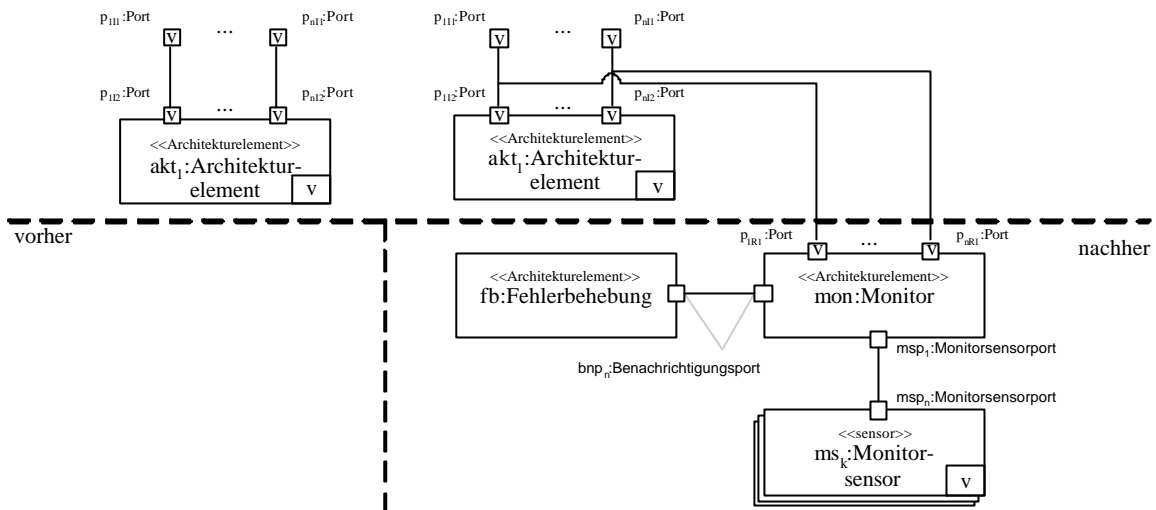 p1I1:Port ... pnI1:Port
v v
p1I2:Port ... pnI2:Port
v v
<<Architekturelement>>
akt1:Architektur-
element
v
p1I1:Port ... pnI1:Port
v v
p1I2:Port ... pnI2:Port
v v
<<Architekturelement>>
akt1:Architektur-
element
v
vorher
nachher
p1R1:Port ... pnR1:Port
v v
<<Architekturelement>>
fb:Fehlerbehebung
<<Architekturelement>>
mon:Monitor
bnpn:Benachrichtigungsport
msp1:Monitorsensorport
mspn:Monitorsensorport
<<sensor>>
msk:Monitor-
sensor
v